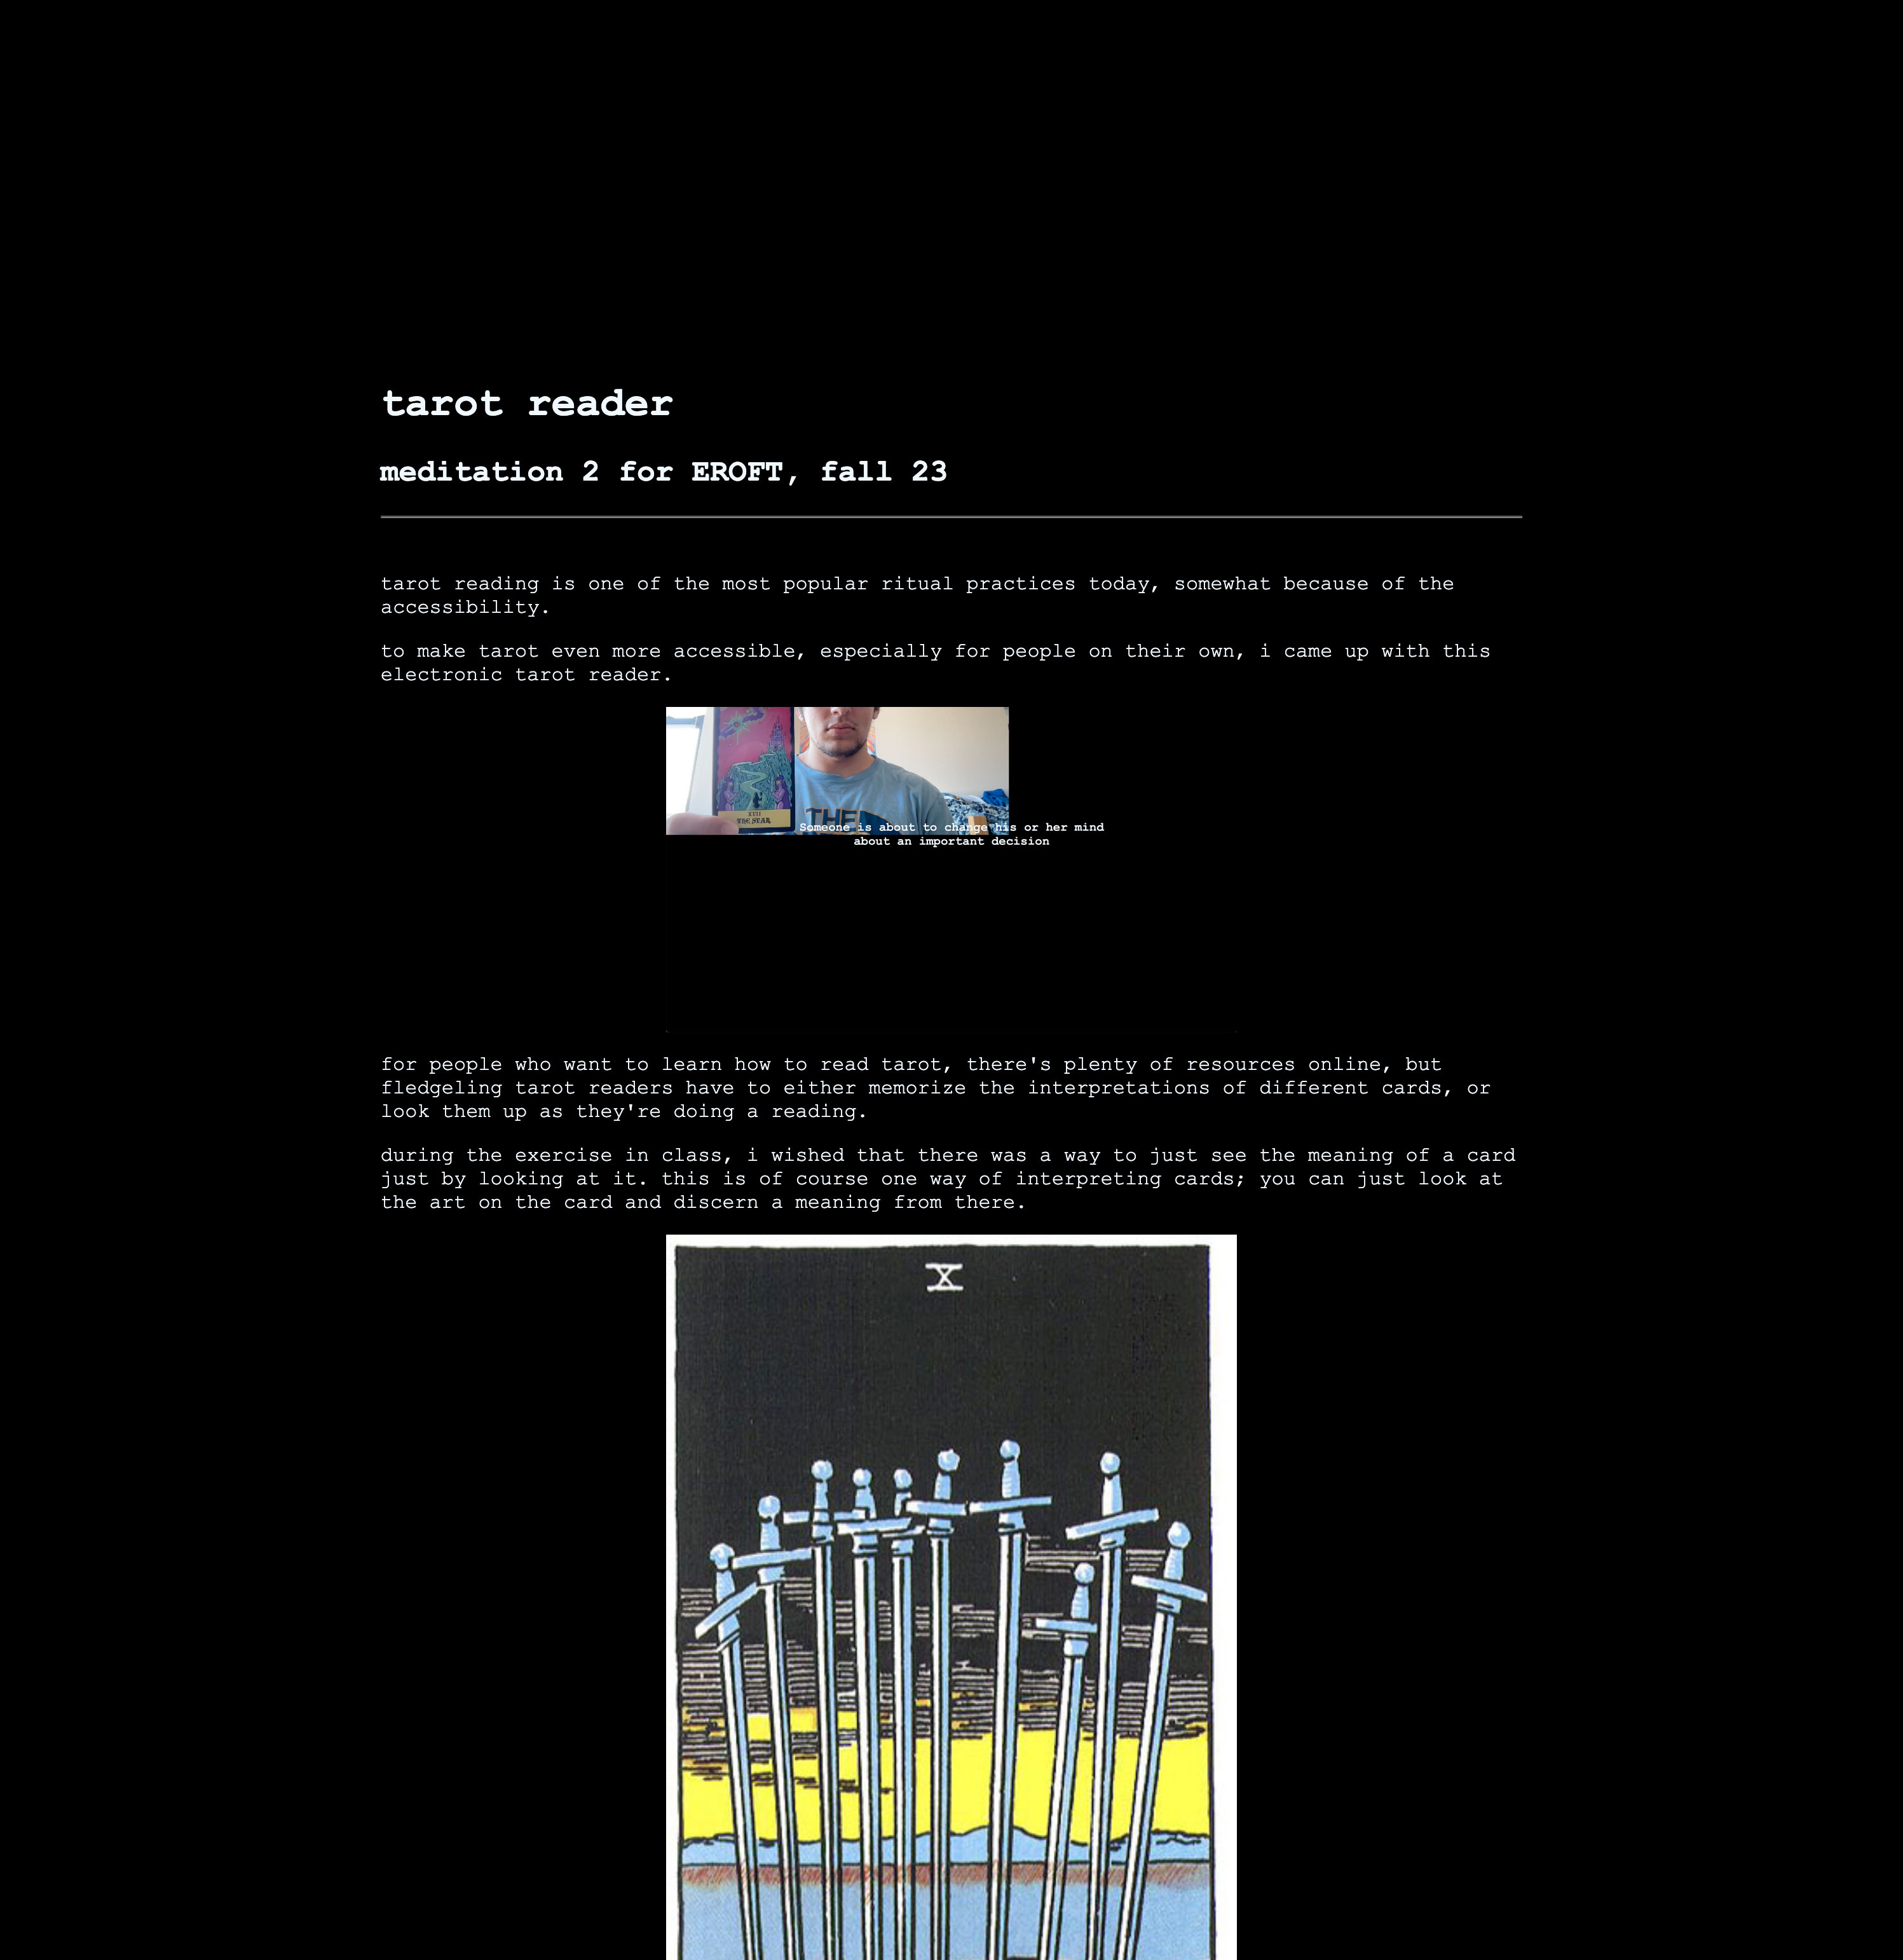 tarot reader
meditation 2 for EROFT, fall 23
tarot reading is one of the most popular ritual practices today, somewhat because of the
accessibility.
to make tarot even more accessible, especially for people on their own, i came up with this
electronic tarot reader.
XVII
THE STAR
THE
Someone is about to change his or her mind
about an important decision
for people who want to learn how to read tarot, there's plenty of resources online, but
fledgeling tarot readers have to either memorize the interpretations of different cards, or
look them up as they're doing a reading.
during the exercise in class, i wished that there was a way to just see the meaning of a card
just by looking at it. this is of course one way of interpreting cards; you can just look at
the art on the card and discern a meaning from there.
X